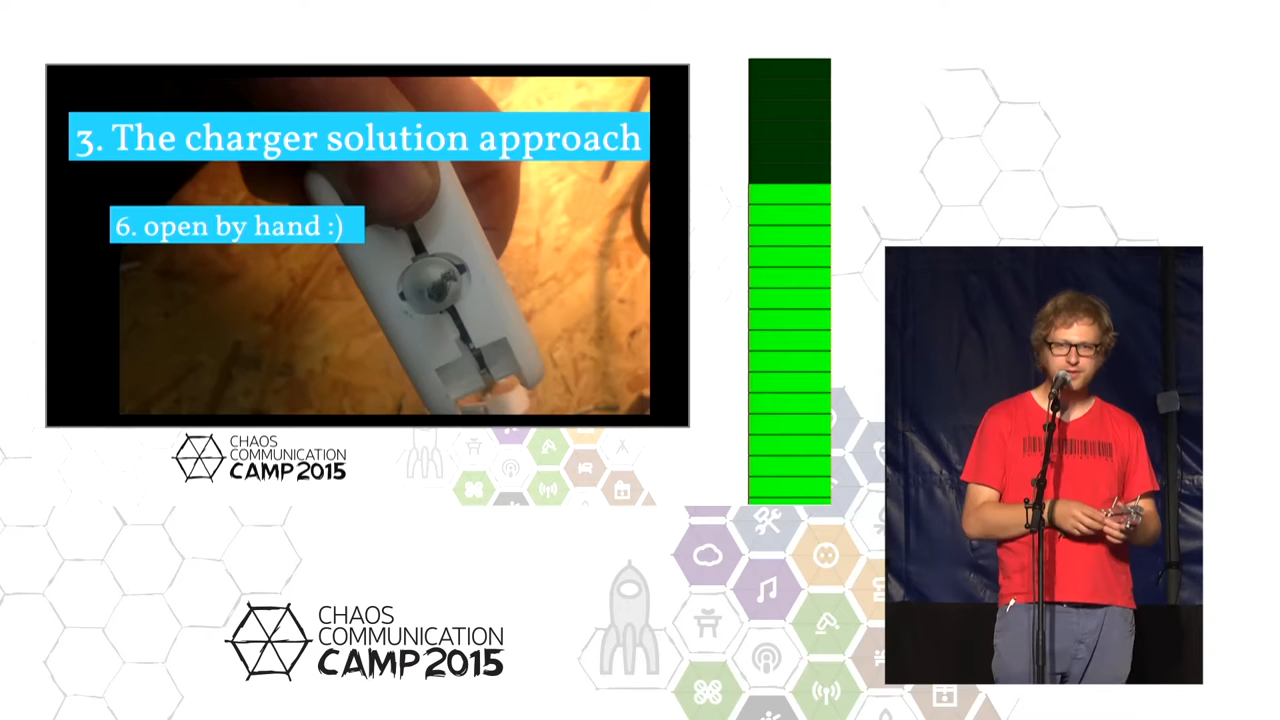 3. The charger solution approach
6. open by hand :)
CHAOS
COMMUNICATION
CAMP 2015
CHAOS
COMMUNICATION
CAMP 2015